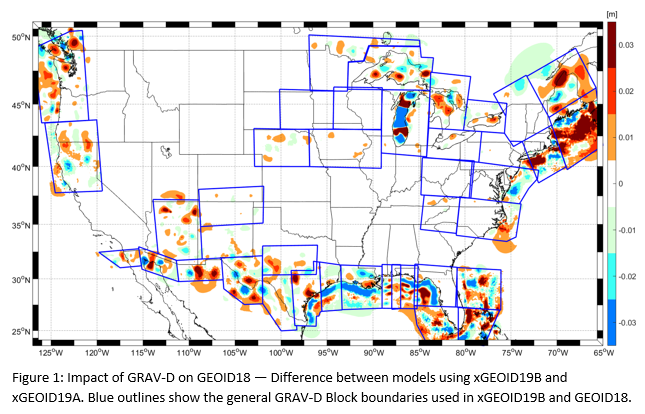 [m]
50°N
45°N
40°N
35°N
30°N
25°N
125°W 120°W 115°W 110°W 105°W 100°W 95°W 90°W 85°W 80°W 75°W 70°W 65°W
0.03
0.02
0.01
0
-0.01
-0.02
-0.03
Figure 1: Impact of GRAV-D on GEOID18 — Difference between models using xGEOID19B and
xGEOID19A. Blue outlines show the general GRAV-D Block boundaries used in xGEOID19B and GEOID18.